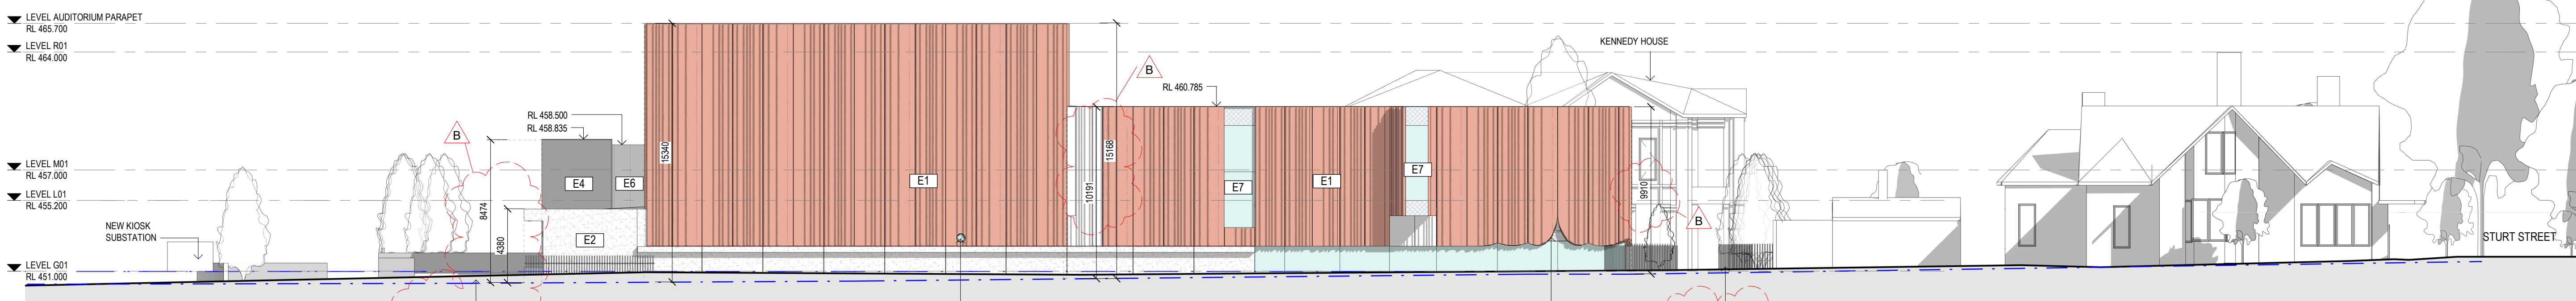 LEVEL AUDITORIUM PARAPET
RL 465.700
LEVEL R01
RL 464.000
LEVEL M01
RL 457.000
LEVEL L01
RL 455.200
NEW KIOSK
SUBSTATION
LEVEL G01
RL 451.000
B
8474
4380
RL 458.500
RL 458.835
E4
E6
E2
15340
E1
B
10191
15168
RL 460.785
E7
E1
E7
KENNEDY HOUSE
9910
B
STURT STREET